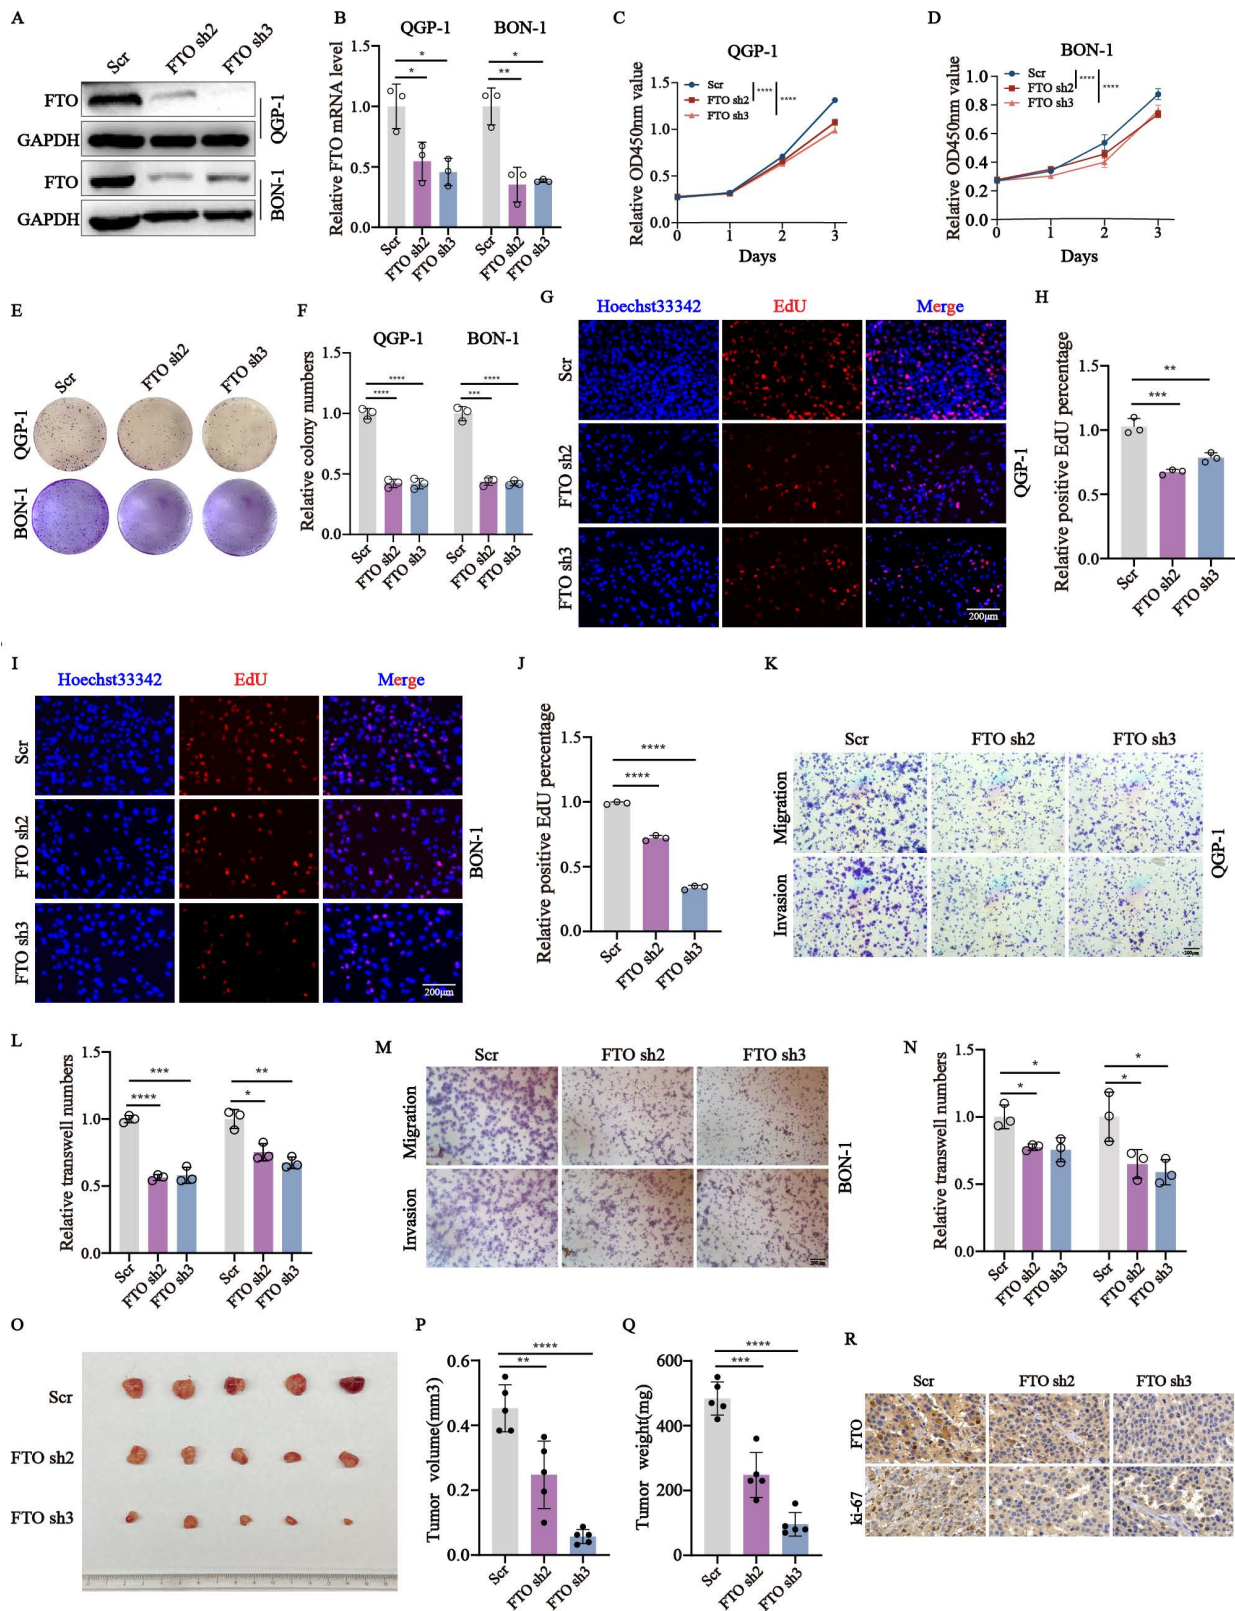 A
Scr
FTO sh2
FTO sh3
FTO
GAPDH
QGP-1
FTO
GAPDH
BON-1
B
QGP-1
BON-1
Relative FTO mRNA level
1.5
1.0
0.5
0
* * ** *
Scr
FTO sh2
FTO sh3
Scr
FTO sh2
FTO sh3
C
QGP-1
Relative OD450nm value
1.5
1.0
0.5
0.0
Scr
FTO sh2
FTO sh3
**** ****
0 1 2 3
Days
D
BON-1
Relative OD450nm value
1.0
0.8
0.6
0.4
0.2
0.0
Scr
FTO sh2
FTO sh3
**** ****
0 1 2 3
Days
E
Scr
FTO sh2
FTO sh3
QGP-1
BON-1
F
QGP-1
BON-1
Relative colony numbers
1.5
1.0
0.5
0.0
**** **** *** ****
Scr
FTO sh2
FTO sh3
Scr
FTO sh2
FTO sh3
G
Hoechst33342 EdU Merge
Scr
FTO sh2
FTO sh3
QGP-1
200μm
H
Relative positive EdU percentage
1.5
1.0
0.5
0.0
**
***
Scr
FTO sh2
FTO sh3
I
Hoechst33342 EdU Merge
Scr
FTO sh2
FTO sh3
BON-1
200μm
J
Relative positive EdU percentage
1.5
1.0
0.5
0.0
****
****
Scr
FTO sh2
FTO sh3
K
Scr FTO sh2 FTO sh3
Migration
Invasion
QGP-1
200μm
L
Relative transwell numbers
1.5
1.0
0.5
0.0
*** **
**** *
Scr
FTO sh2
FTO sh3
Scr
FTO sh2
FTO sh3
M
Scr FTO sh2 FTO sh3
Migration
Invasion
BON-1
200μm
N
Relative transwell numbers
1.5
1.0
0.5
0.0
* *
* *
Scr
FTO sh2
FTO sh3
Scr
FTO sh2
FTO sh3
O
Scr
FTO sh2
FTO sh3
P
Tumor volume(mm3)
0.6
0.4
0.2
0.0
****
**
Scr
FTO sh2
FTO sh3
Q
Tumor weight(mg)
600
400
200
0
****
***
Scr
FTO sh2
FTO sh3
R
Scr FTO sh2 FTO sh3
FTO
ki-67